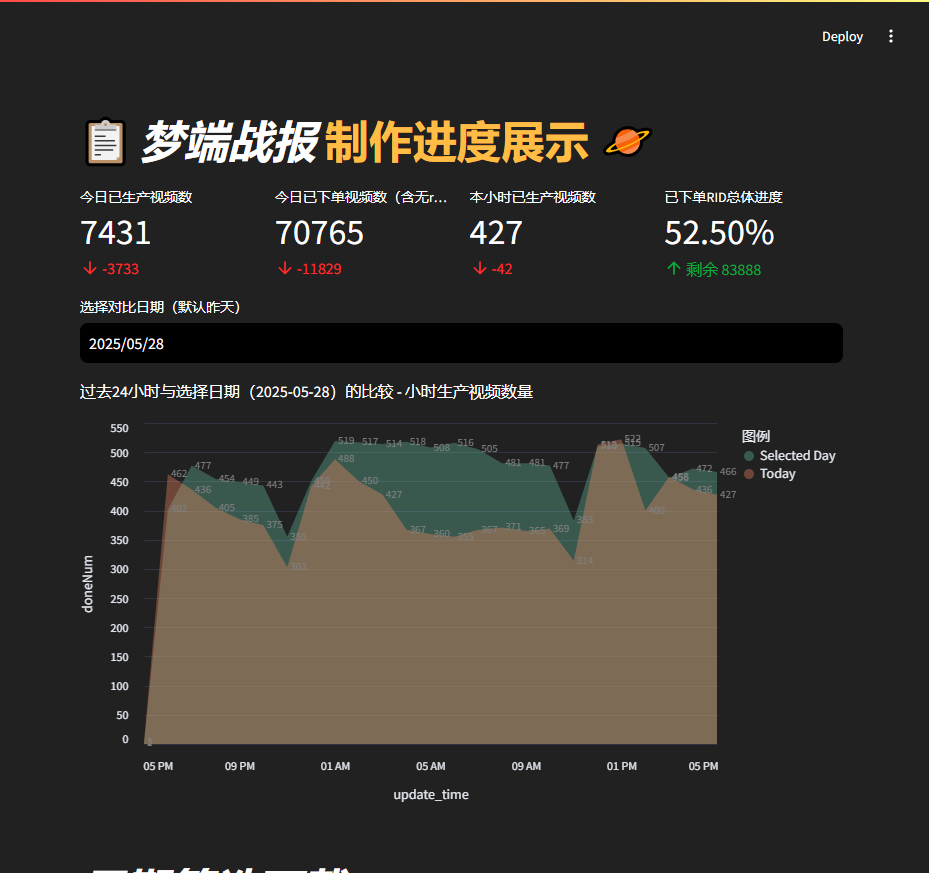 Deploy
梦端战报 制作进度展示
今日已生产视频数
7431
-3733
今日已下单视频数（含无r...
70765
-11829
本小时已生产视频数
427
-42
已下单RID总体进度
52.50%
剩余 83888
选择对比日期（默认昨天）
2025/05/28
过去24小时与选择日期（2025-05-28）的比较 - 小时生产视频数量
图例
Selected Day
Today
doneNum
550
500
450
400
350
300
250
200
150
100
50
0
462 477 454 449 443 519 517 514 518 508 516 505 481 481 477 383 522 515 507 472 466
402 436 405 385 375 303 488 450 427 367 360 355 367 371 365 369 314 400 436 427
05 PM 09 PM 01 AM 05 AM 09 AM 01 PM 05 PM
update_time